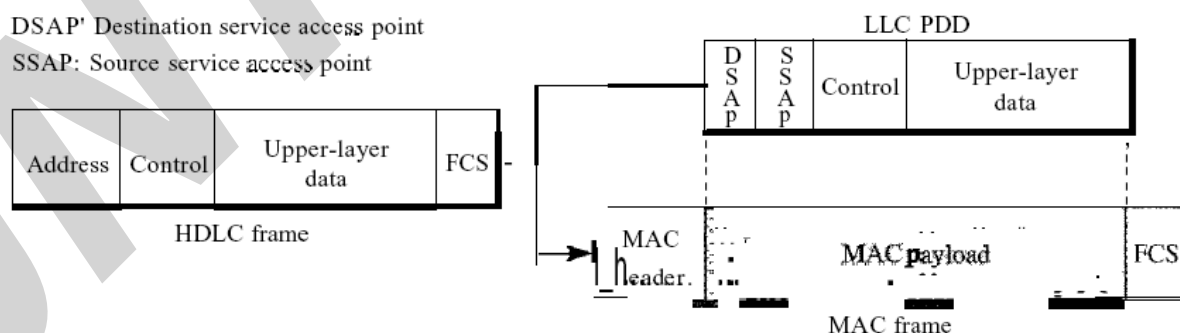 DSAP' Destination service access point
SSAP: Source service access point
Address
Control
Upper-layer
data
FCS
-
HDLC frame
LLC PDD
D
S
A
p
S
S
A
p
Control
Upper-layer
data
MAC
header.
MAC payload
FCS
MAC frame